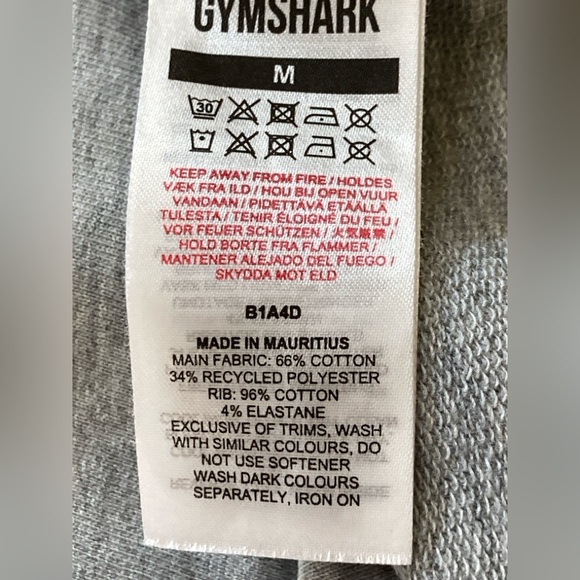 GYMSHARK
M
30
KEEP AWAY FROM FIRE / HOLDES
VÆK FRA ILD / HOU BIJ OPEN VUUR
VANDAAN / PIDETTÄVÄ ETÄÄLLÄ
TULESTA / TENIR ÉLOIGNÉ DU FEU /
VOR FEUER SCHÜTZEN / 火気厳禁 /
HOLD BORTE FRA FLAMMER /
MANTENER ALEJADO DEL FUEGO /
SKYDDA MOT ELD
B1A4D
MADE IN MAURITIUS
MAIN FABRIC: 66% COTTON
34% RECYCLED POLYESTER
RIB: 96% COTTON
4% ELASTANE
EXCLUSIVE OF TRIMS, WASH
WITH SIMILAR COLOURS, DO
NOT USE SOFTENER
WASH DARK COLOURS
SEPARATELY, IRON ON